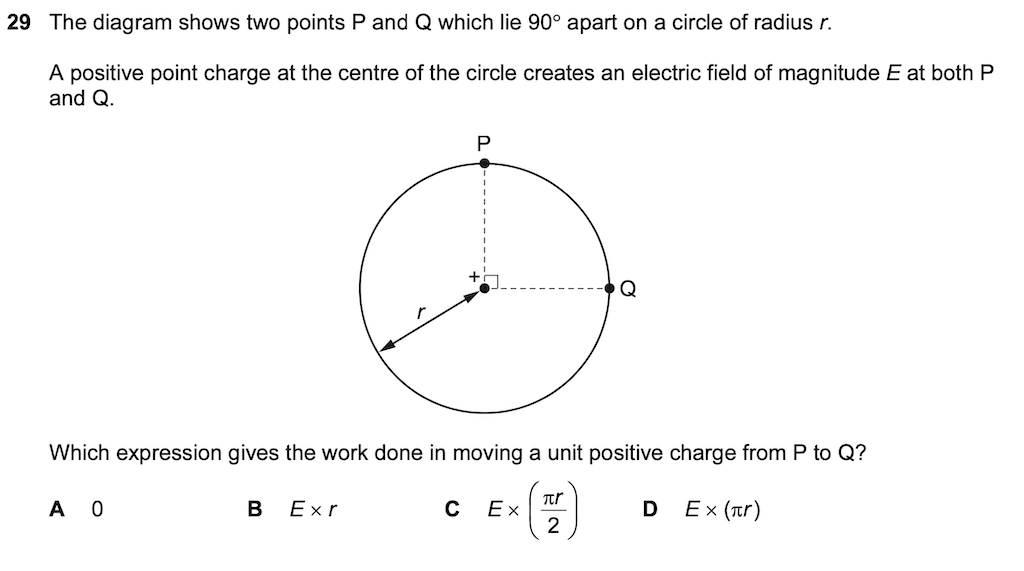 29 The diagram shows two points P and Q which lie 90° apart on a circle of radius r.
A positive point charge at the centre of the circle creates an electric field of magnitude E at both P
and Q.
P
+
Q
r
Which expression gives the work done in moving a unit positive charge from P to Q?
A 0 B E × r C E × (πr/2) D E × (πr)